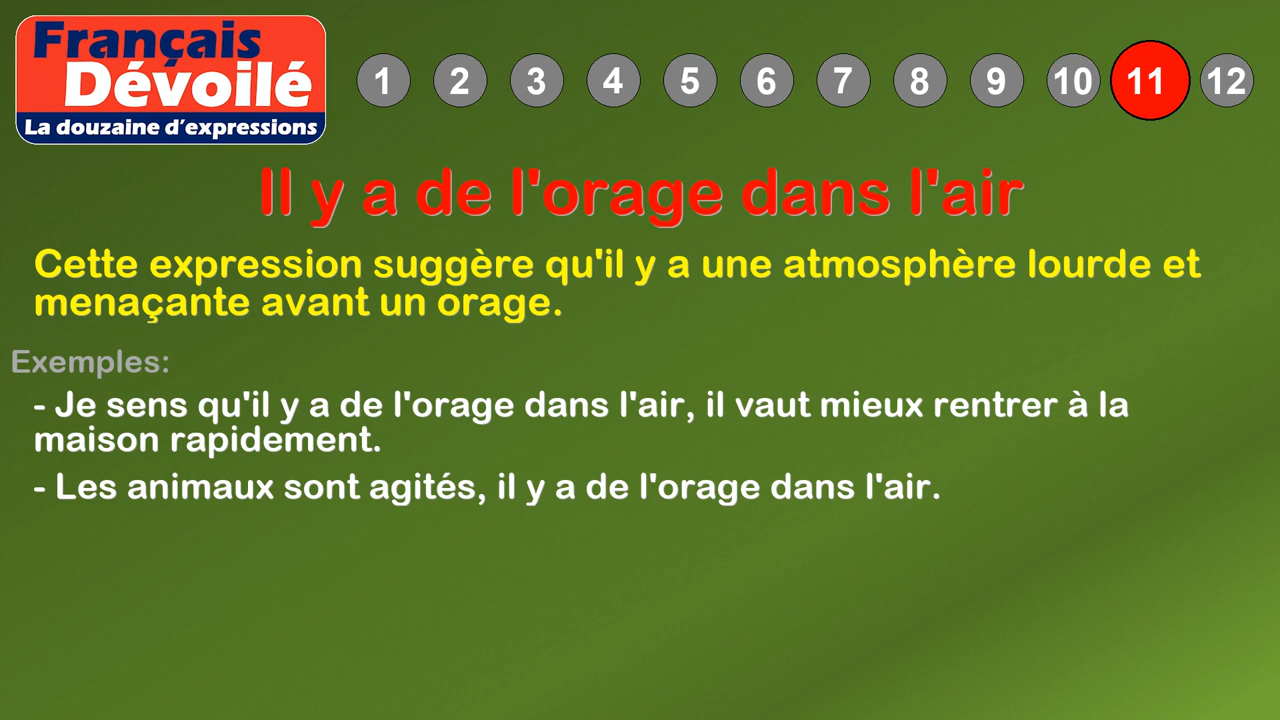 Français
Dévoilé
La douzaine d'expressions
1 2 3 4 5 6 7 8 9 10 11 12
Il y a de l'orage dans l'air
Cette expression suggère qu'il y a une atmosphère lourde et
menaçante avant un orage.
Exemples:
- Je sens qu'il y a de l'orage dans l'air, il vaut mieux rentrer à la
maison rapidement.
- Les animaux sont agités, il y a de l'orage dans l'air.